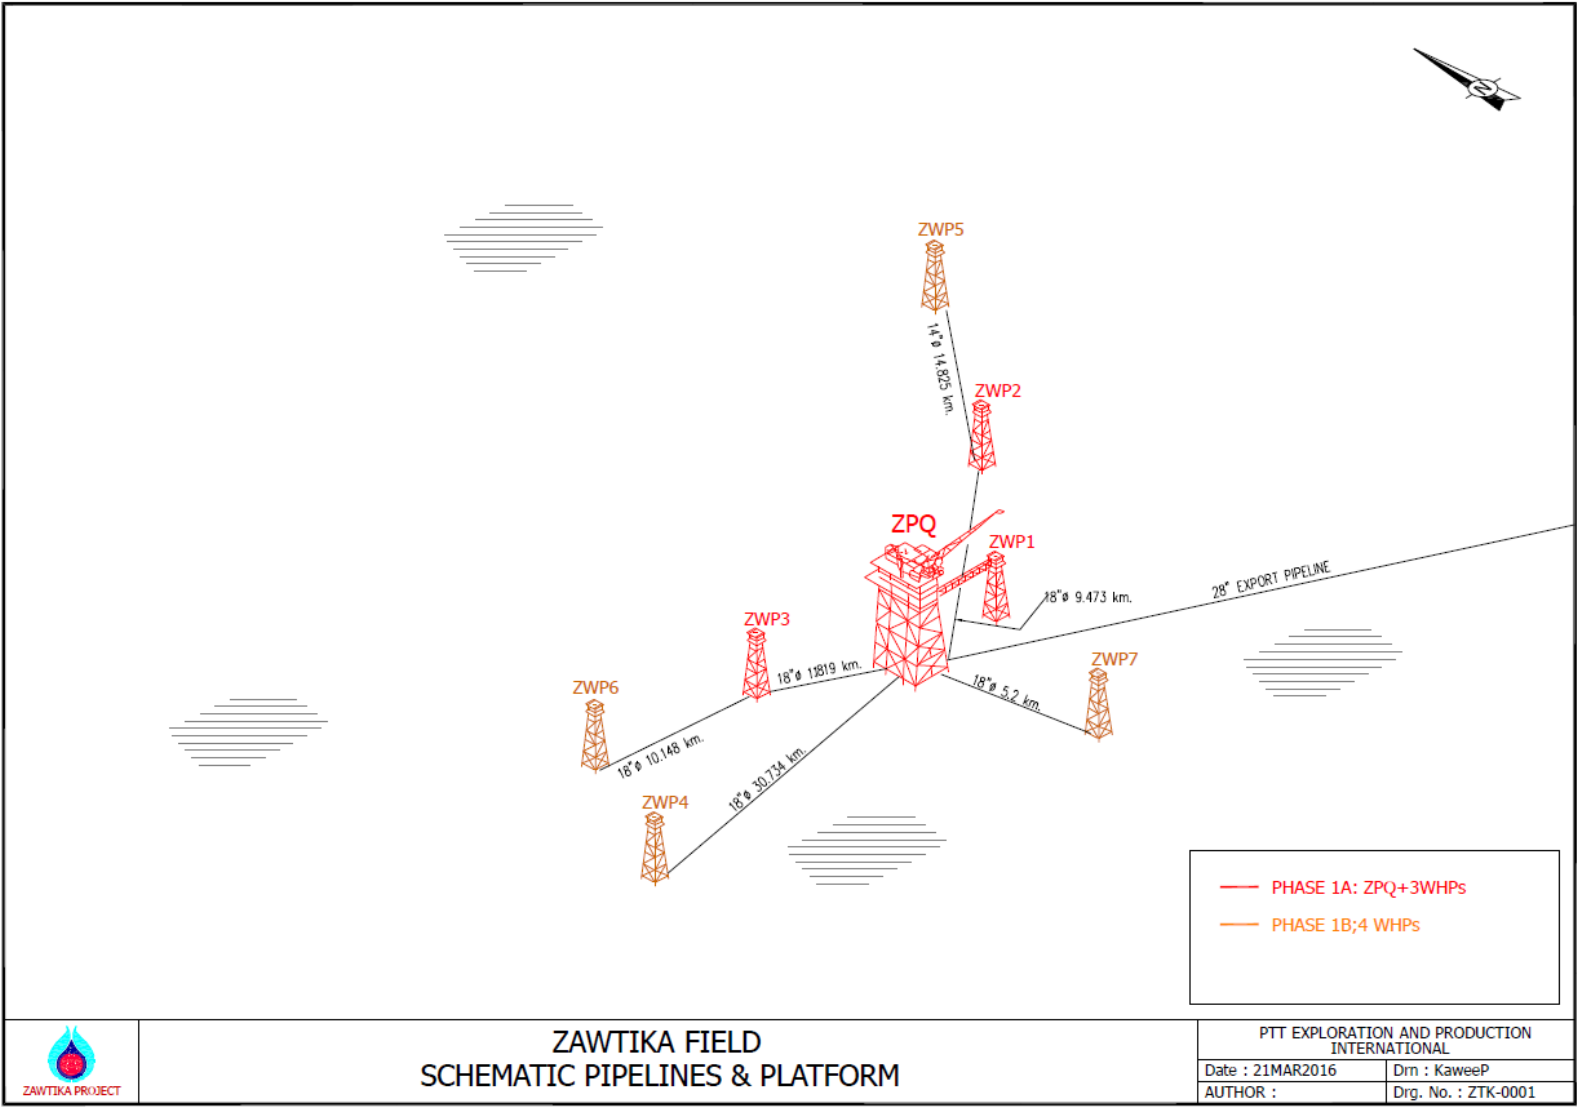 N
ZWP5
14"ø 14.825 km.
ZWP2
ZPQ
ZWP1
28" EXPORT PIPELINE
18"ø 9.473 km.
ZWP3
18"ø 11819 km.
ZWP7
18"ø 5.2 km.
ZWP6
18"ø 10.148 km.
18"ø 30.734 km.
ZWP4
PHASE 1A: ZPQ+3WHPs
PHASE 1B;4 WHPs
ZAWTIKA PROJECT
ZAWTIKA FIELD
SCHEMATIC PIPELINES & PLATFORM
PTT EXPLORATION AND PRODUCTION
INTERNATIONAL
Date : 21MAR2016
Drn : KaweeP
AUTHOR :
Drg. No. : ZTK-0001